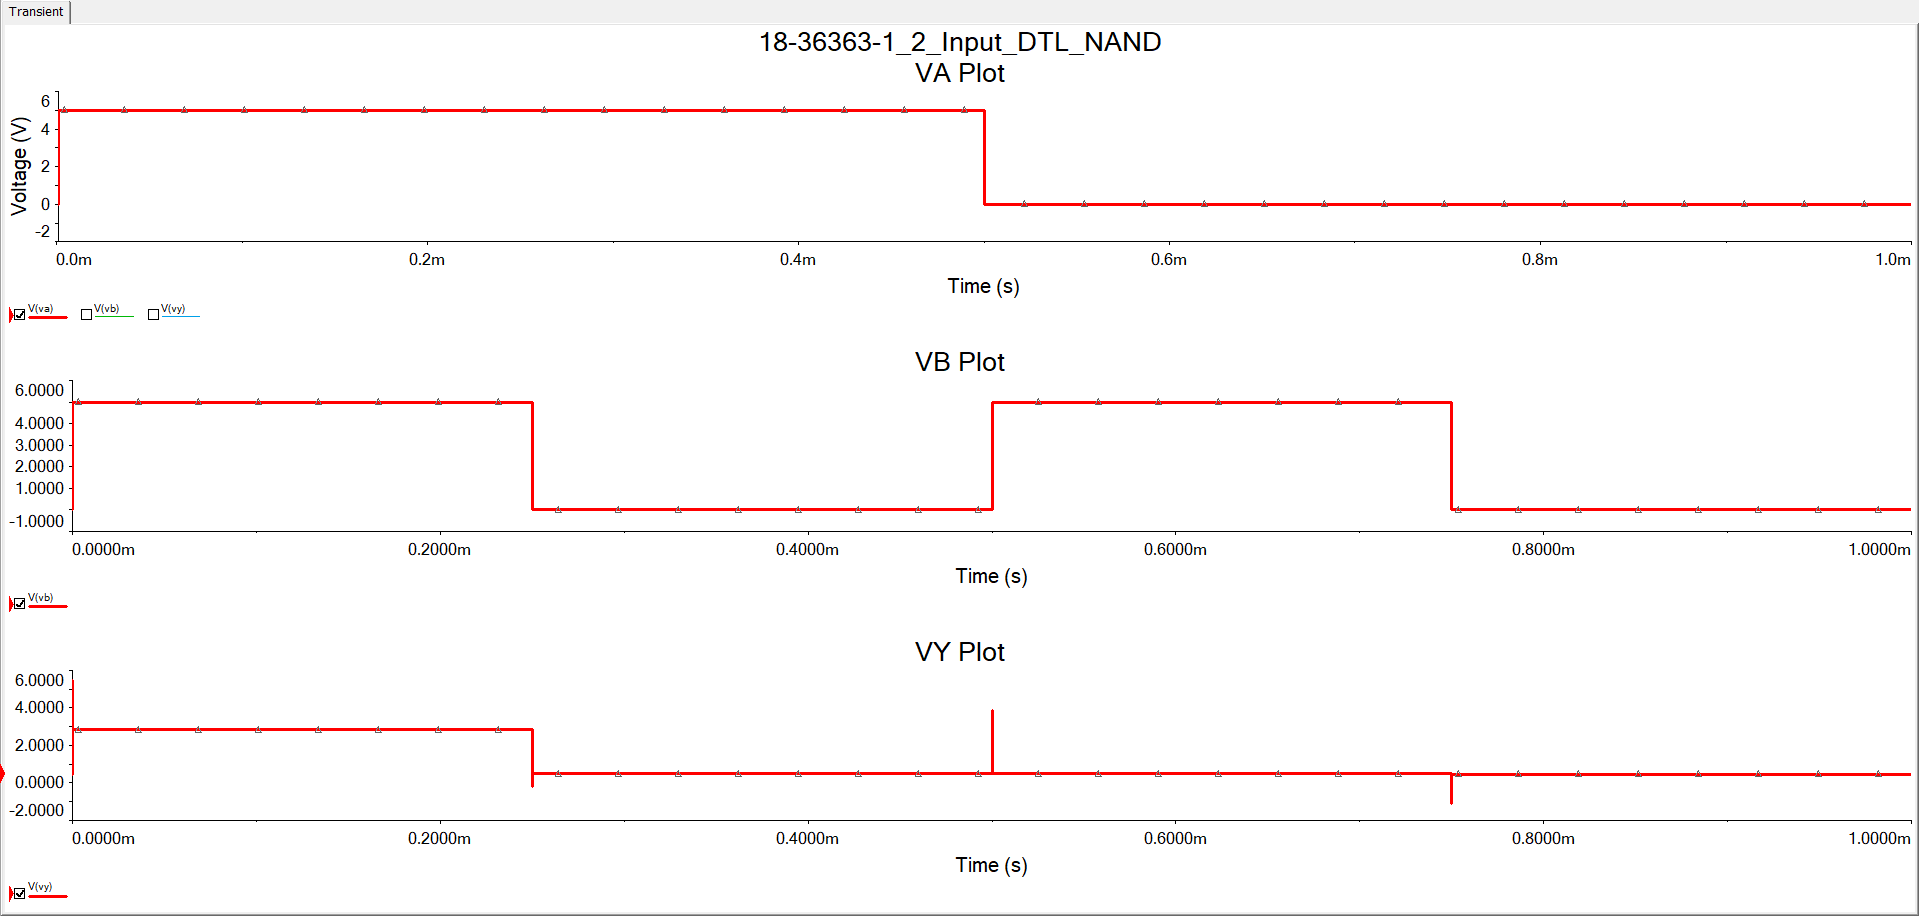 Transient
18-36363-1_2_Input_DTL_NAND
VA Plot
Voltage (V)
6
4
2
0
-2
0.0m 0.2m 0.4m 0.6m 0.8m 1.0m
Time (s)
V(va) V(vb) V(vy)
VB Plot
6.0000
4.0000
3.0000
2.0000
1.0000
-1.0000
0.0000m 0.2000m 0.4000m 0.6000m 0.8000m 1.0000m
Time (s)
V(vb)
VY Plot
6.0000
4.0000
2.0000
0.0000
-2.0000
0.0000m 0.2000m 0.4000m 0.6000m 0.8000m 1.0000m
Time (s)
V(vy)